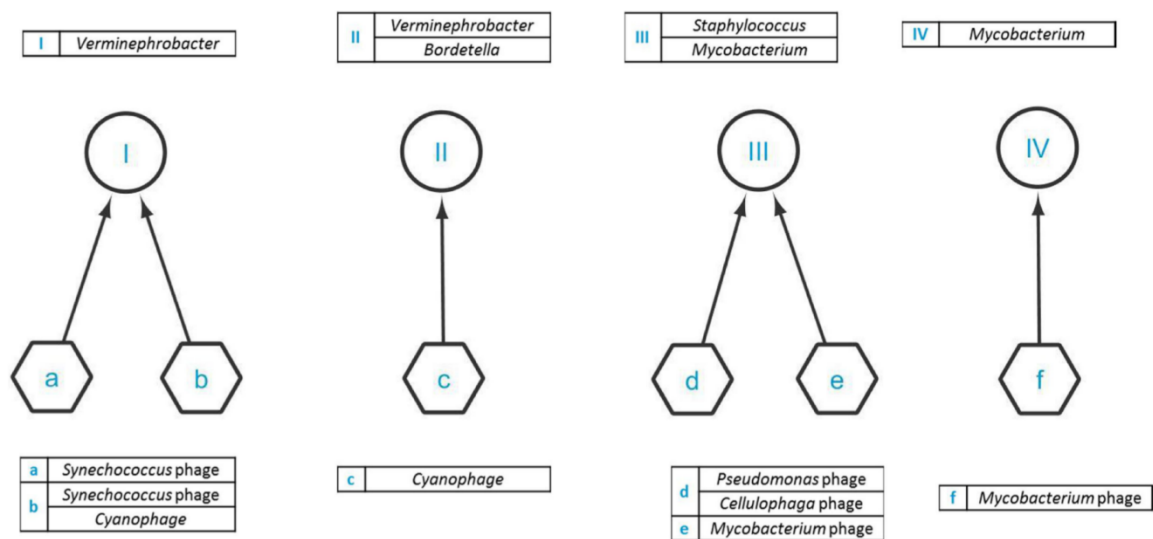 I Verminephrobacter
II Verminephrobacter
Bordetella
III Staphylococcus
Mycobacterium
IV Mycobacterium
I
II
III
IV
a
b
c
d
e
f
a Synechococcus phage
b Synechococcus phage
Cyanophage
c Cyanophage
d Pseudomonas phage
Cellulophaga phage
e Mycobacterium phage
f Mycobacterium phage